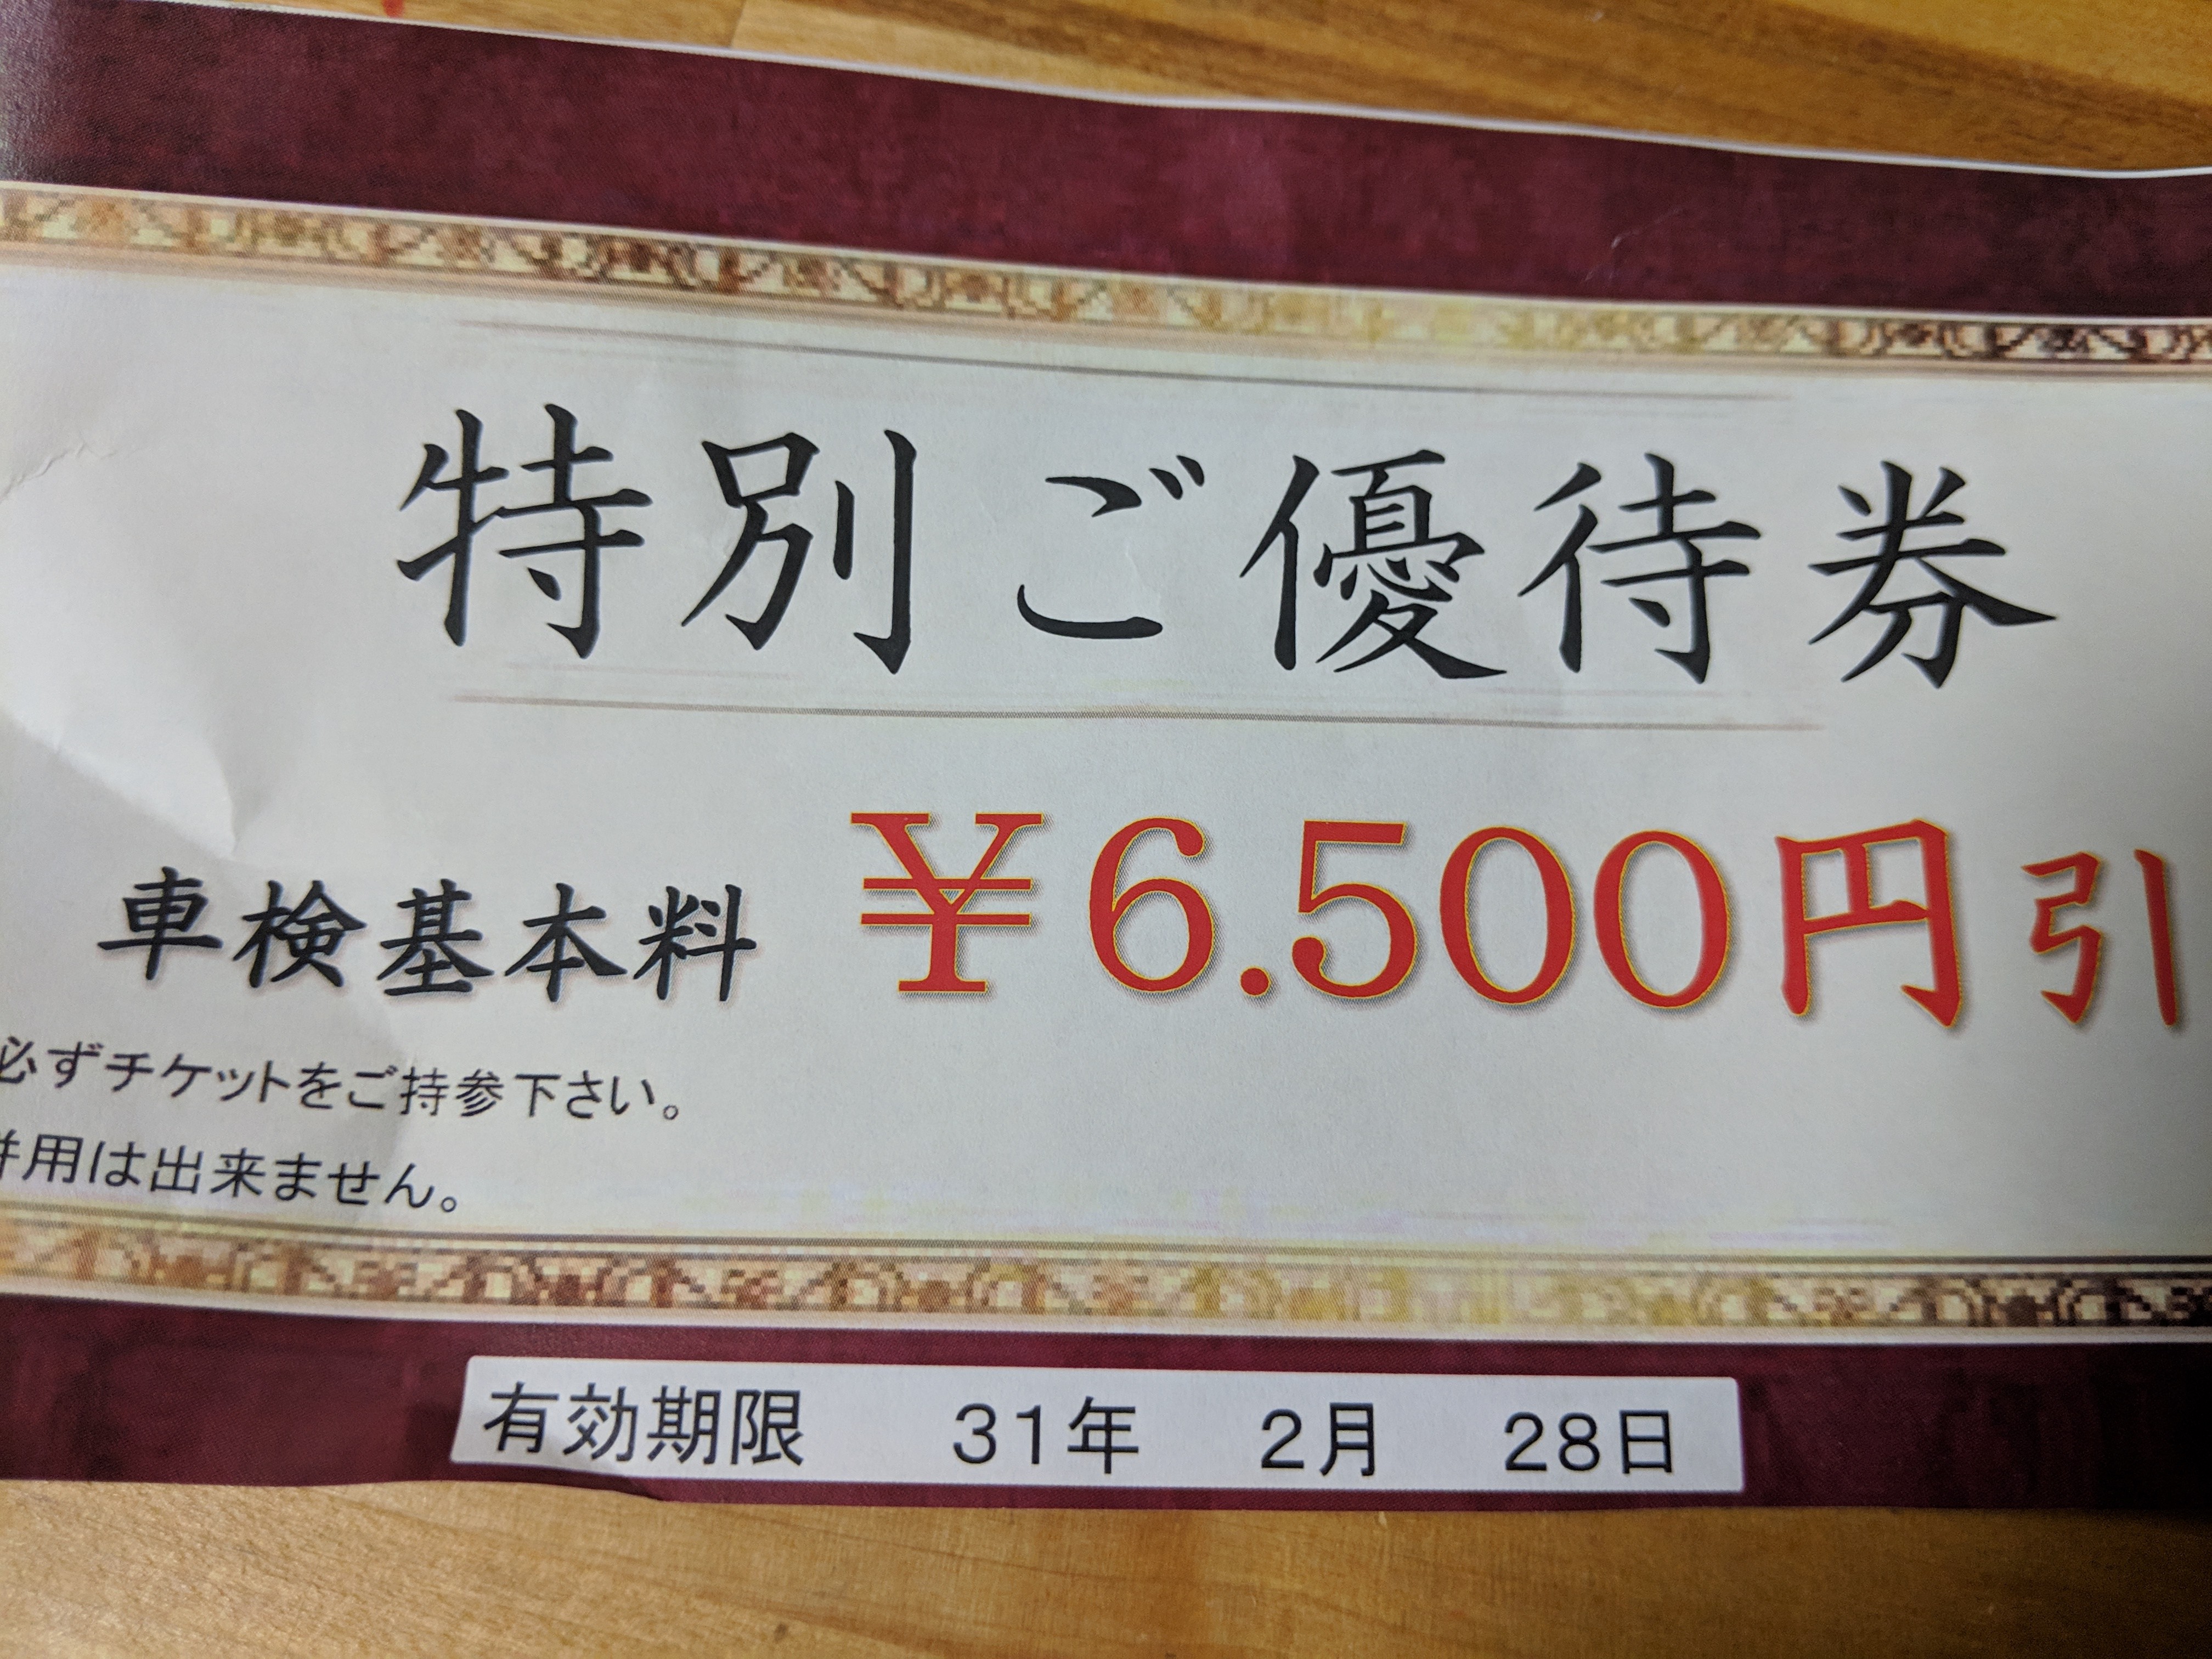 特別ご優待券
車検基本料 ¥6.500円引
必ずチケットをご持参下さい。
併用は出来ません。
有効期限 31年 2月 28日